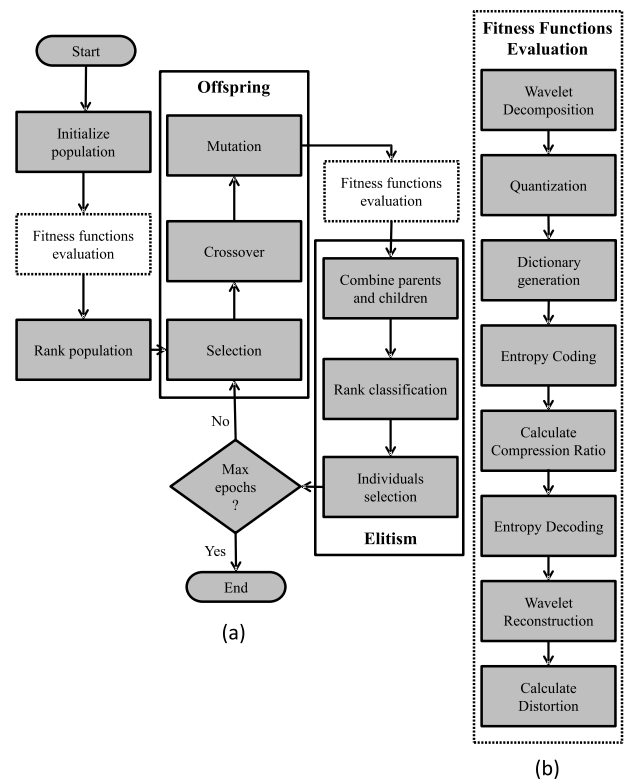 Start
Initialize
population
Fitness functions
evaluation
Rank population
Offspring
Mutation
Crossover
Selection
Fitness functions
evaluation
Combine parents
and children
Rank classification
Individuals
selection
Elitism
No
Max
epochs
?
Yes
End
(a)
Fitness Functions
Evaluation
Wavelet
Decomposition
Quantization
Dictionary
generation
Entropy Coding
Calculate
Compression Ratio
Entropy Decoding
Wavelet
Reconstruction
Calculate
Distortion
(b)